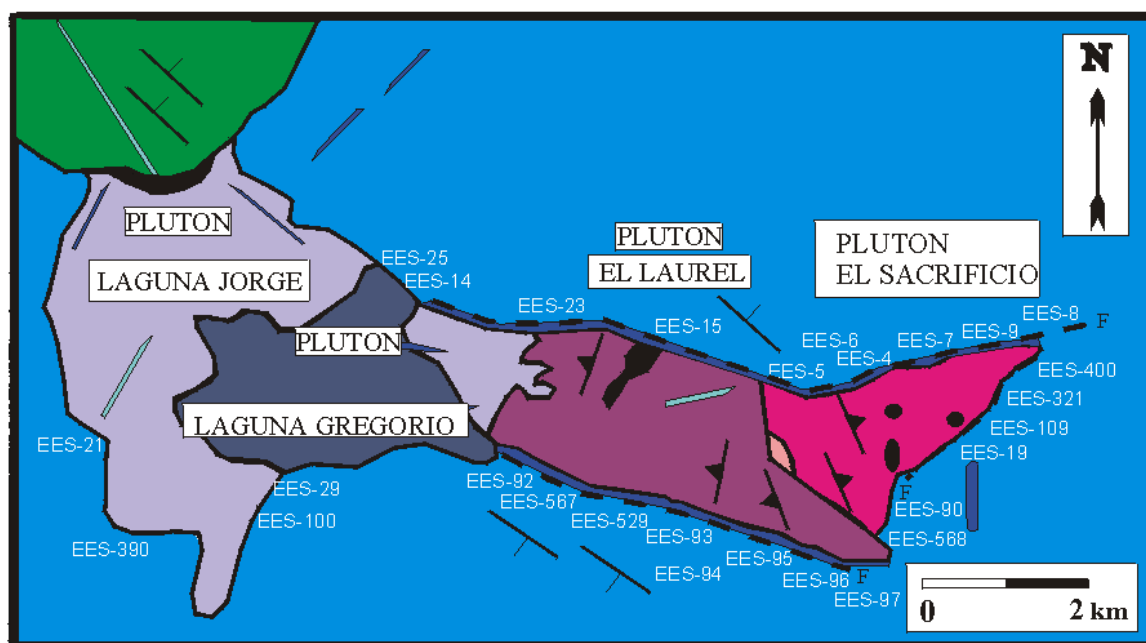 N
PLUTON
LAGUNA JORGE
PLUTON
EL LAUREL
PLUTON
EL SACRIFICIO
EES-25
EES-14
EES-23
EES-15
EES-6
EES-4
EES-7
EES-9
EES-8
F
EES-5
EES-400
EES-321
EES-109
EES-19
PLUTON
LAGUNA GREGORIO
EES-21
EES-29
EES-100
EES-390
EES-92
EES-567
EES-529
EES-93
EES-94
EES-95
EES-96
EES-97
F
F
EES-90
EES-568
0
2 km